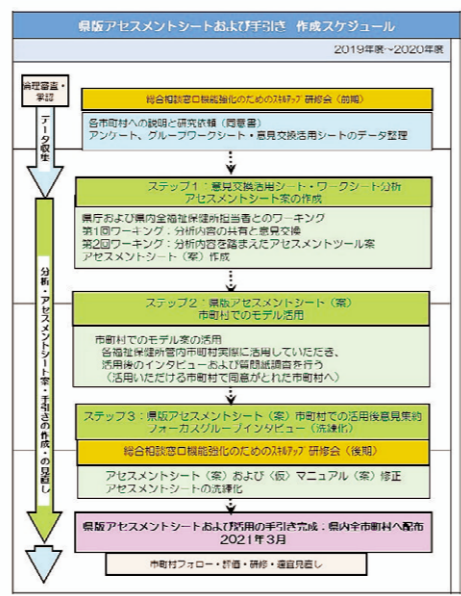 県版アセスメントシートおよび手引き 作成スケジュール
2019年度~2020年度
倫理審査・
承認
データ収集
総合相談窓口機能強化のためのｽｷﾙｱｯﾌﾟ研修会（前期）
各市町村への説明と研究依頼（同意書）
アンケート、グループワークシート・意見交換活用シートのデータ整理
ステップ１：意見交換活用シート・ワークシート分析
アセスメントシート案の作成
県庁および県内全福祉保健所担当者とのワーキング
第1回ワーキング：分析内容の共有と意見交換
第2回ワーキング：分析内容を踏まえたアセスメントツール案
アセスメントシート（案）作成
分析・アセスメントシート案・手引きの作成・の見直し
ステップ２：県版アセスメントシート（案）
市町村でのモデル活用
市町村でのモデル案の活用
各福祉保健所管内市町村実際に活用していただき、
活用後のインタビューおよび質問紙調査を行う
（活用いただける市町村で同意がとれた市町村へ）
ステップ３：県版アセスメントシート（案）市町村での活用後意見集約
フォーカスグループインタビュー（洗練化）
総合相談窓口機能強化のためのｽｷﾙｱｯﾌﾟ研修会（後期）
アセスメントシート（案）および（仮）マニュアル（案）修正
アセスメントシートの洗練化
県版アセスメントシートおよび活用の手引き完成：県内全市町村へ配布
2021年３月
市町村フォロー・評価・研修・適宜見直し